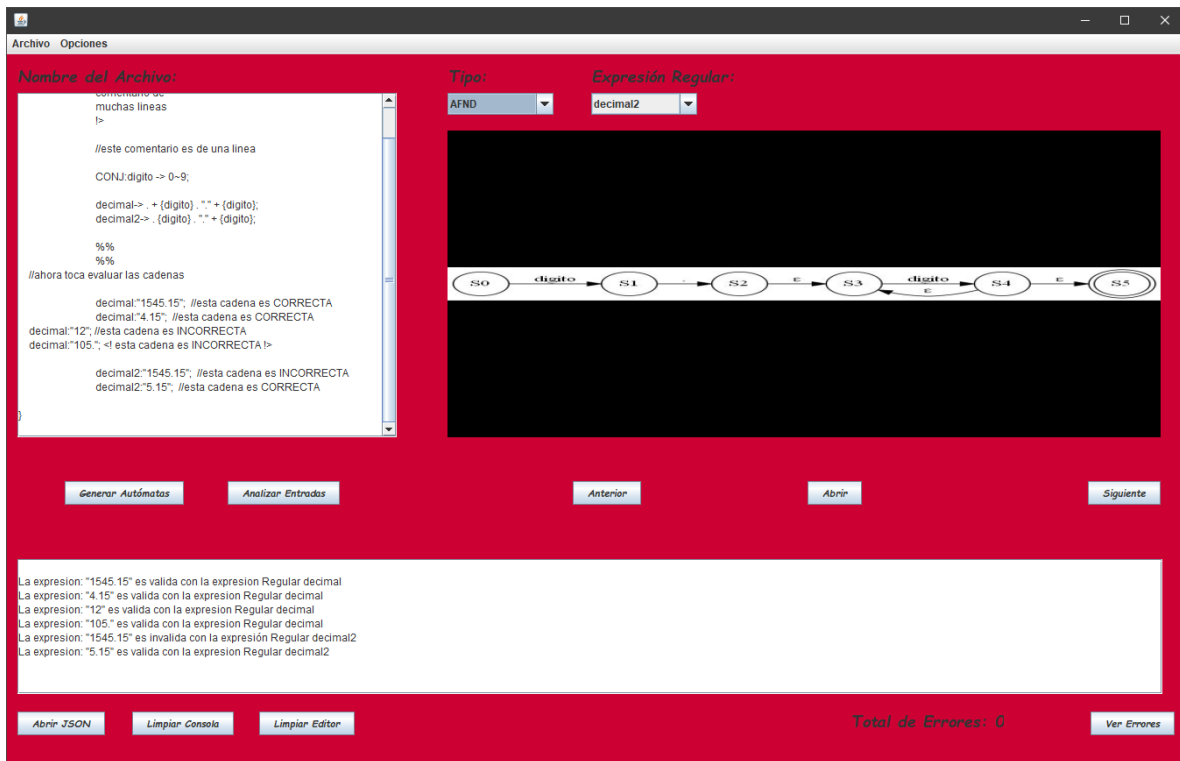 Archivo Opciones
Nombre del Archivo:
Tipo:
Expresión Regular:
AFND
decimal2
comentario de
muchas lineas
!>
//este comentario es de una linea
CONJ:digito -> 0~9;
decimal-> . + {digito} . "." + {digito};
decimal2-> . {digito} . "." + {digito};
%%
%%
//ahora toca evaluar las cadenas
decimal:"1545.15"; //esta cadena es CORRECTA
decimal:"4.15"; //esta cadena es CORRECTA
decimal:"12"; //esta cadena es INCORRECTA
decimal:"105."; <! esta cadena es INCORRECTA !>
decimal2:"1545.15"; //esta cadena es INCORRECTA
decimal2:"5.15"; //esta cadena es CORRECTA
}
S0 digito S1 . S2 ε S3 digito S4 ε S5
ε
Generar Autómatas
Analizar Entradas
Anterior
Abrir
Siguiente
La expresion: "1545.15" es valida con la expresion Regular decimal
La expresion: "4.15" es valida con la expresion Regular decimal
La expresion: "12" es valida con la expresion Regular decimal
La expresion: "105." es valida con la expresion Regular decimal
La expresion: "1545.15" es invalida con la expresión Regular decimal2
La expresion: "5.15" es valida con la expresion Regular decimal2
Abrir JSON
Limpiar Consola
Limpiar Editor
Total de Errores: 0
Ver Errores